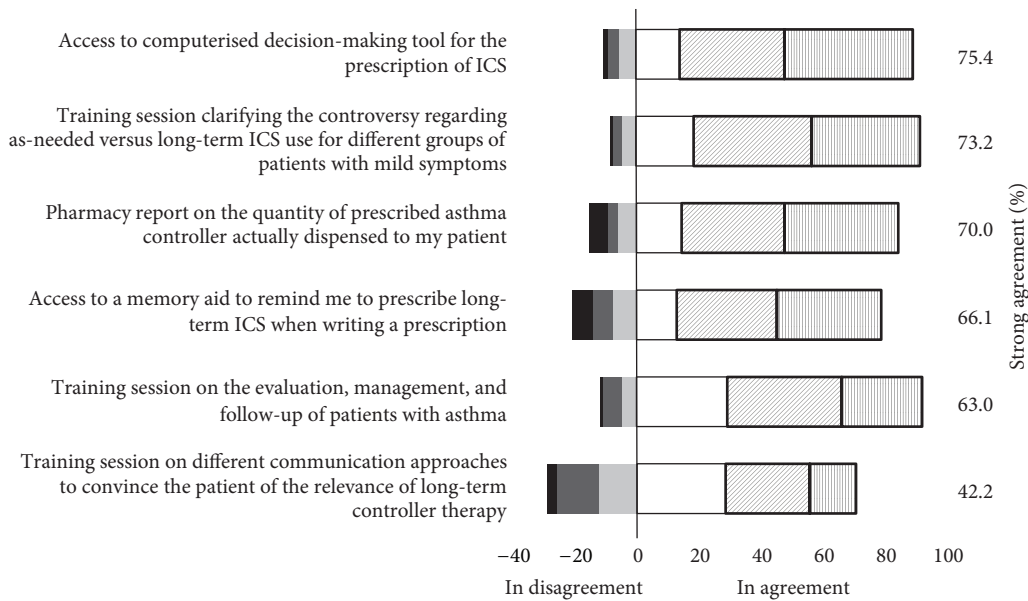 Access to computerised decision-making tool for the
prescription of ICS
75.4
Training session clarifying the controversy regarding
as-needed versus long-term ICS use for different groups of
patients with mild symptoms
73.2
Pharmacy report on the quantity of prescribed asthma
controller actually dispensed to my patient
70.0
Access to a memory aid to remind me to prescribe long-
term ICS when writing a prescription
66.1
Training session on the evaluation, management, and
follow-up of patients with asthma
63.0
Training session on different communication approaches
to convince the patient of the relevance of long-term
controller therapy
42.2
Strong agreement (%)
−40 −20 0 20 40 60 80 100
In disagreement In agreement